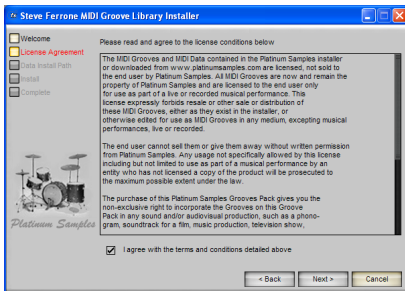 Steve Ferrone MIDI Groove Library Installer
Welcome
License Agreement
Data Install Path
Install
Complete
Platinum Samples
Please read and agree to the license conditions below
The MIDI Grooves and MIDI Data contained in the Platinum Samples installer
or downloaded from www.platinumsamples.com are licensed, not sold to
the end user by Platinum Samples. All MIDI Grooves are now and remain the
property of Platinum Samples and are licensed to the end user only
for use as part of a live or recorded musical performance. This
license expressly forbids resale or other sale or distribution of
these MIDI Grooves, either as they exist in the installer, or
otherwise edited for use as MIDI Grooves in any medium, excepting musical
performances, live or recorded.
The end user cannot sell them or give them away without written permission
from Platinum Samples. Any usage not specifically allowed by this license
including but not limited to use as part of a musical performance by an
entity who has not licensed a copy of the product will be prosecuted to
the maximum possible extent under the law.
The purchase of this Platinum Samples Grooves Pack gives you the
non-exclusive right to incorporate the Grooves on this Groove
Pack in any sound and/or audiovisual production, such as a phono-
gram, soundtrack for a film, music production, television show,
I agree with the terms and conditions detailed above
< Back
Next >
Cancel